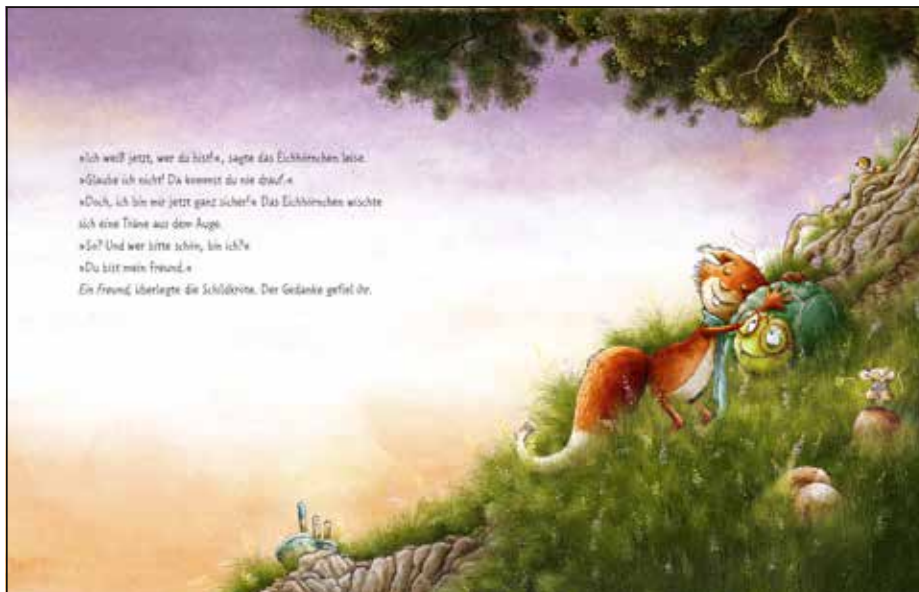 »Ich weiß jetzt, wer du bist!«, sagte das Eichhörnchen leise.
»Glaube ich nicht! Da kommst du nie drauf.«
»Doch, ich bin mir jetzt ganz sicher!« Das Eichhörnchen wischte
sich eine Träne aus dem Auge.
»So? Und wer bitte schön, bin ich?«
»Du bist mein Freund.«
Ein Freund, überlegte die Schildkröte. Der Gedanke gefiel ihr.